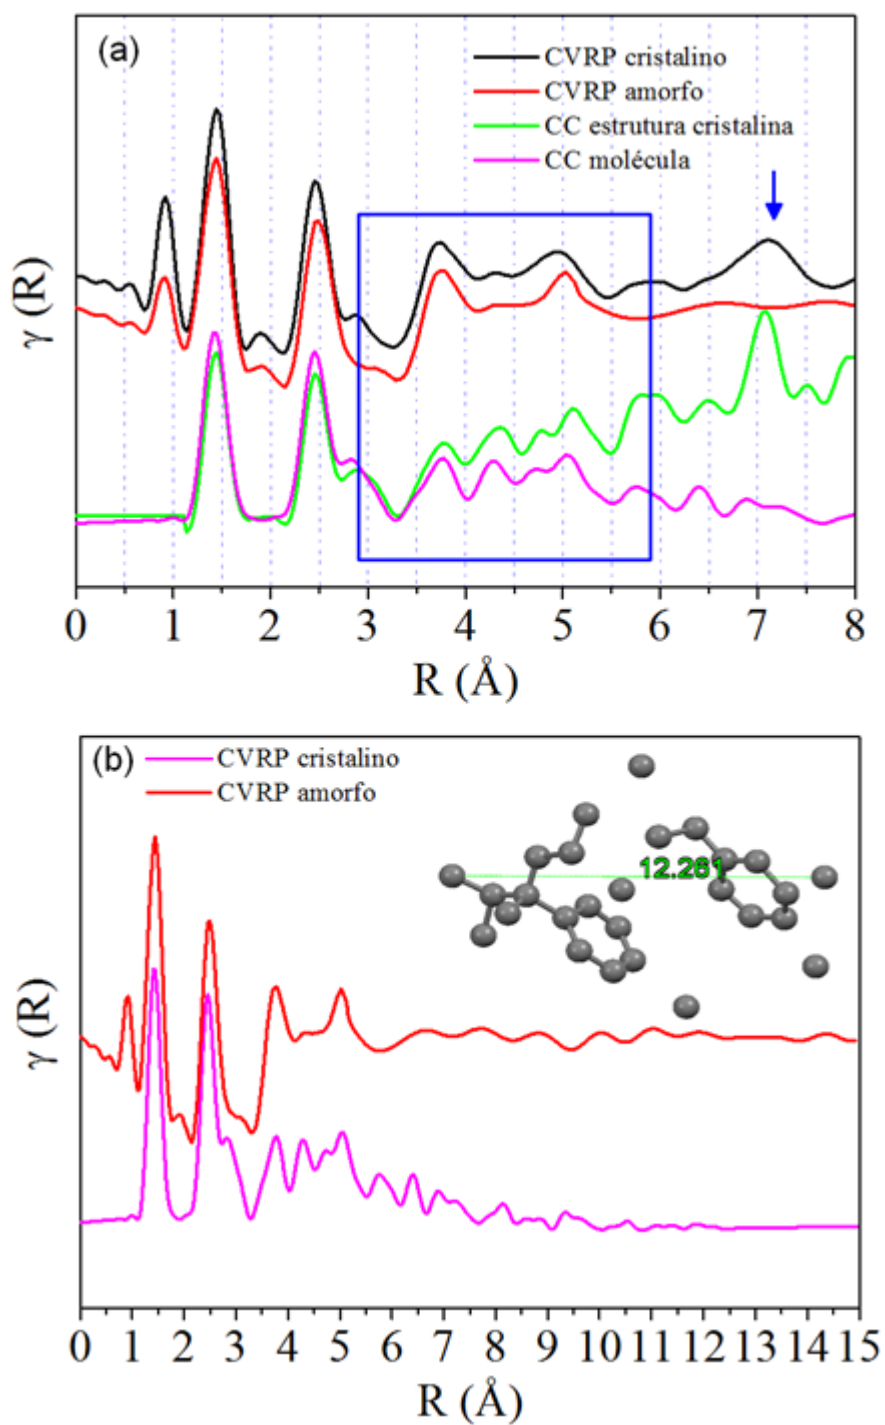 (a)
CVRP cristalino
CVRP amorfo
CC estrutura cristalina
CC molécula
γ (R)
0 1 2 3 4 5 6 7 8
R (Å)
(b)
CVRP cristalino
CVRP amorfo
12.261
γ (R)
0 1 2 3 4 5 6 7 8 9 10 11 12 13 14 15
R (Å)